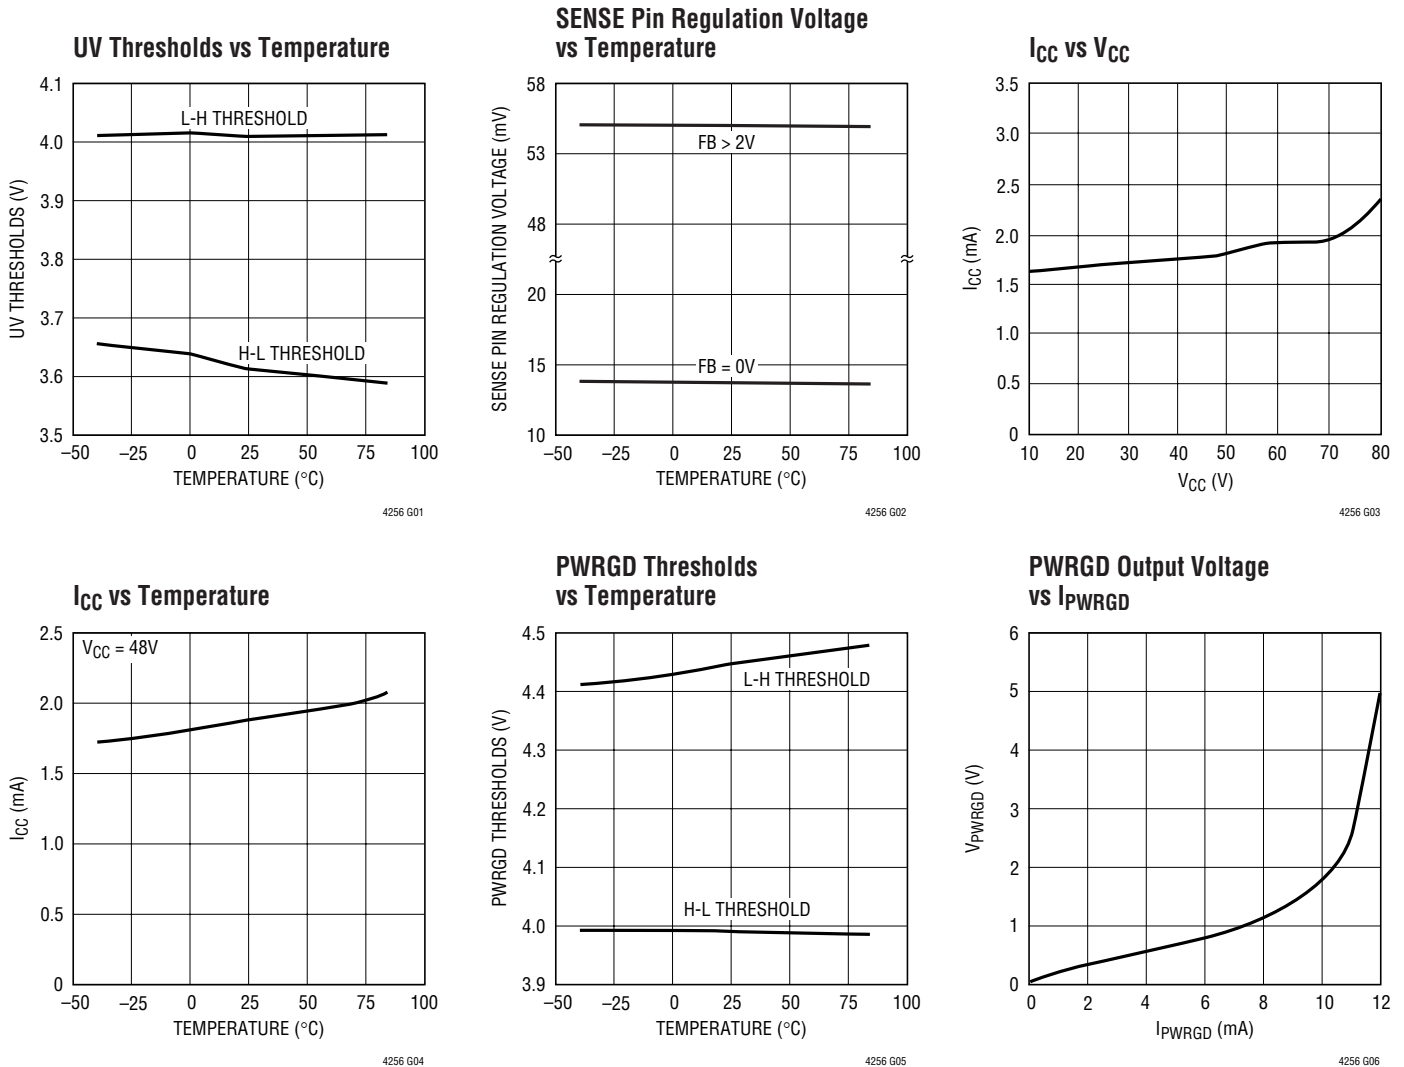 UV Thresholds vs Temperature
4.1
4.0
3.9
3.8
3.7
3.6
3.5
UV THRESHOLDS (V)
L-H THRESHOLD
H-L THRESHOLD
–50 –25 0 25 50 75 100
TEMPERATURE (°C)
4256 G01
SENSE Pin Regulation Voltage
vs Temperature
58
53
48
20
15
10
SENSE PIN REGULATION VOLTAGE (mV)
FB > 2V
FB = 0V
–50 –25 0 25 50 75 100
TEMPERATURE (°C)
4256 G02
ICC vs VCC
3.5
3.0
2.5
2.0
1.5
1.0
0.5
0
ICC (mA)
10 20 30 40 50 60 70 80
VCC (V)
4256 G03
ICC vs Temperature
2.5
2.0
1.5
1.0
0.5
0
ICC (mA)
VCC = 48V
–50 –25 0 25 50 75 100
TEMPERATURE (°C)
4256 G04
PWRGD Thresholds
vs Temperature
4.5
4.4
4.3
4.2
4.1
4.0
3.9
PWRGD THRESHOLDS (V)
L-H THRESHOLD
H-L THRESHOLD
–50 –25 0 25 50 75 100
TEMPERATURE (°C)
4256 G05
PWRGD Output Voltage
vs IPWRGD
6
5
4
3
2
1
0
VPWRGD (V)
0 2 4 6 8 10 12
IPWRGD (mA)
4256 G06